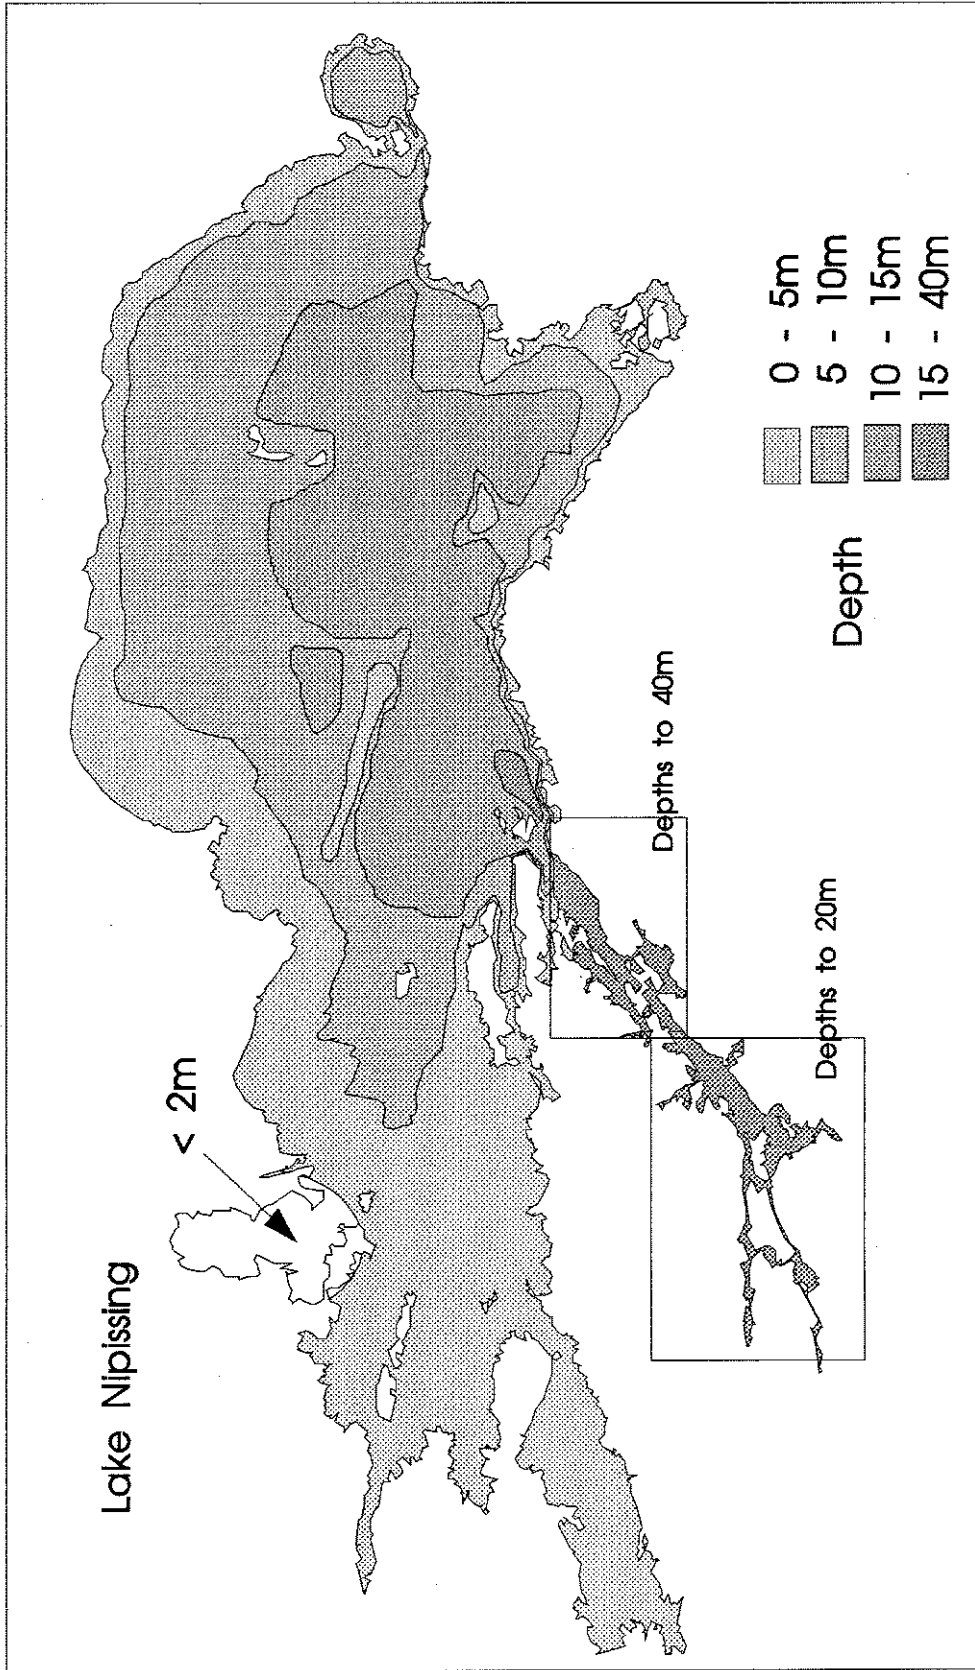 Lake Nipissing
< 2m
Depths to 40m
Depths to 20m
Depth
0 - 5m
5 - 10m
10 - 15m
15 - 40m